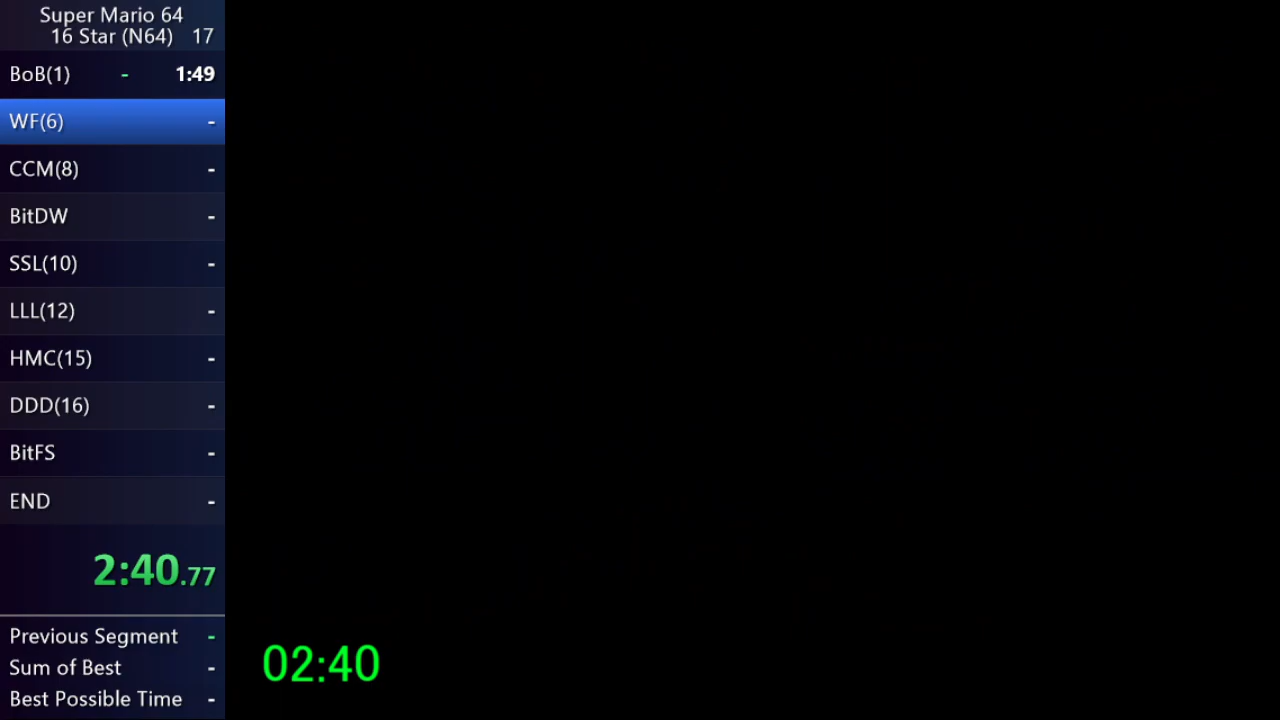 Super Mario 64
16 Star (N64) 17
BoB(1) - 1:49
WF(6) -
CCM(8) -
BitDW -
SSL(10) -
LLL(12) -
HMC(15) -
DDD(16) -
BitFS -
END -
2:40.77
Previous Segment -
Sum of Best -
Best Possible Time -
02:40